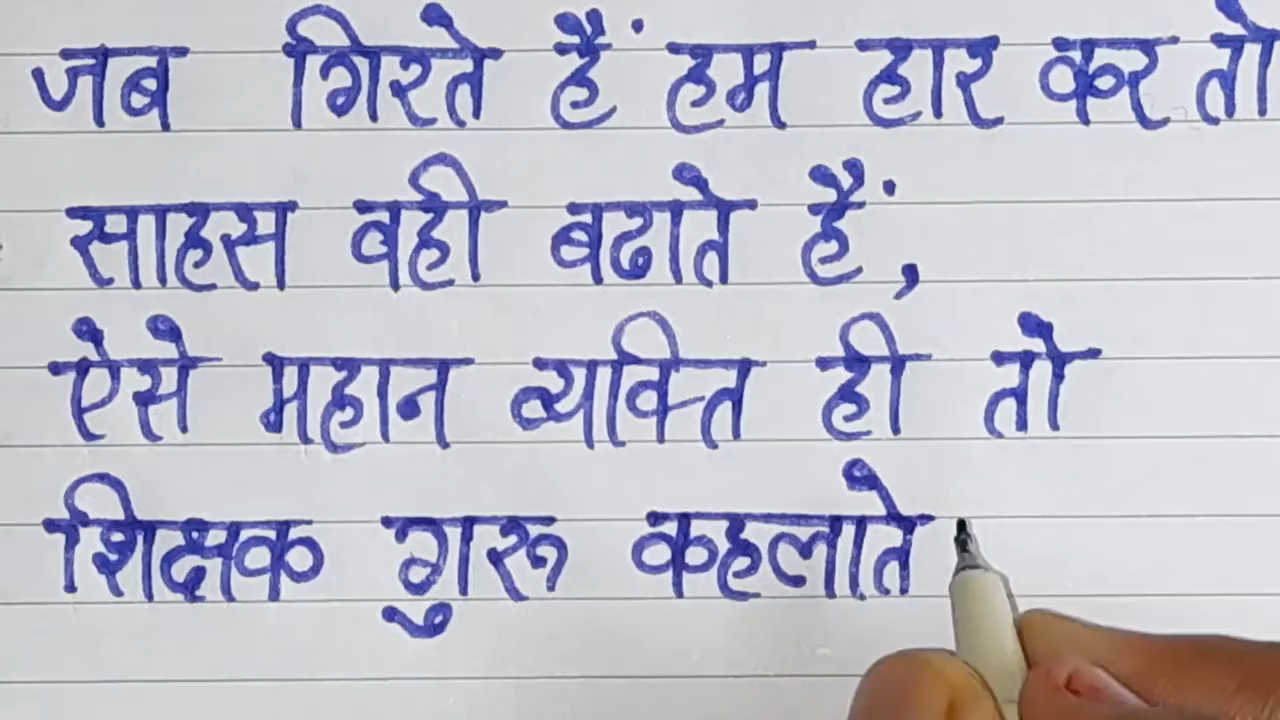 जब गिरते हैं हम हार कर तो
साहस वही बढाते हैं,
ऐसे महान व्यक्ति ही तो
शिक्षक गुरू कहलाते